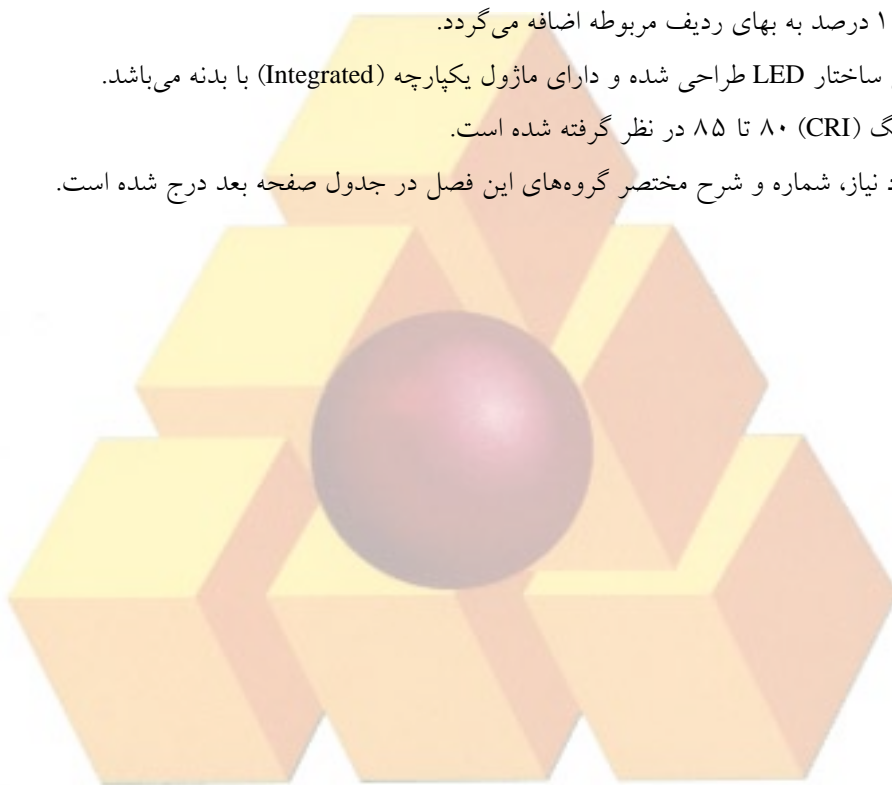 ۱ درصد به بهای ردیف مربوطه اضافه می‌گردد.
ساختار LED طراحی شده و دارای ماژول یکپارچه (Integrated) با بدنه می‌باشد.
(CRI) ۸۰ تا ۸۵ در نظر گرفته شده است.
نیاز، شماره و شرح مختصر گروه‌های این فصل در جدول صفحه بعد درج شده است.